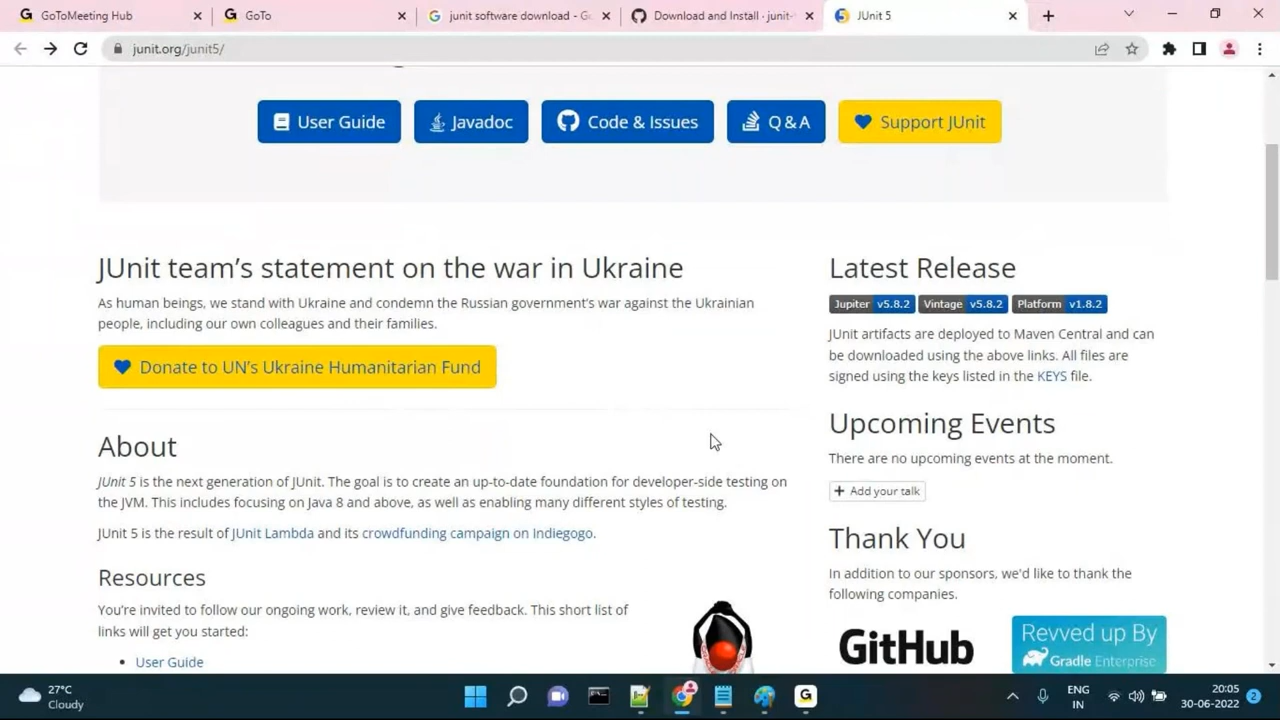 GoToMeeting Hub
GoTo
junit software download - Go
Download and Install · junit-
JUnit 5
junit.org/junit5/
User Guide
Javadoc
Code & Issues
Q & A
Support JUnit
JUnit team's statement on the war in Ukraine
As human beings, we stand with Ukraine and condemn the Russian government's war against the Ukrainian
people, including our own colleagues and their families.
Donate to UN's Ukraine Humanitarian Fund
About
JUnit 5 is the next generation of JUnit. The goal is to create an up-to-date foundation for developer-side testing on
the JVM. This includes focusing on Java 8 and above, as well as enabling many different styles of testing.
JUnit 5 is the result of JUnit Lambda and its crowdfunding campaign on Indiegogo.
Resources
You're invited to follow our ongoing work, review it, and give feedback. This short list of
links will get you started:
• User Guide
Latest Release
Jupiter v5.8.2 Vintage v5.8.2 Platform v1.8.2
JUnit artifacts are deployed to Maven Central and can
be downloaded using the above links. All files are
signed using the keys listed in the KEYS file.
Upcoming Events
There are no upcoming events at the moment.
+ Add your talk
Thank You
In addition to our sponsors, we'd like to thank the
following companies.
GitHub
Revved up By
Gradle Enterprise
27°C
Cloudy
ENG
IN
20:05
30-06-2022
2